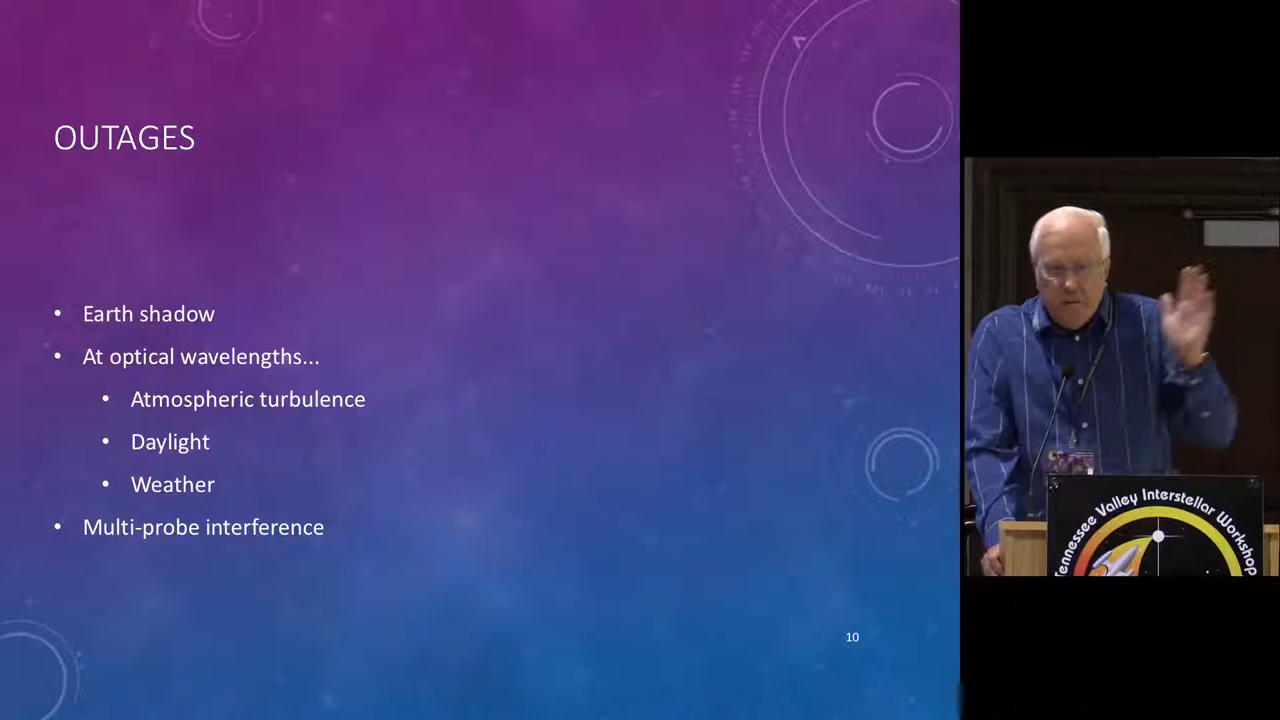 OUTAGES
• Earth shadow
• At optical wavelengths...
• Atmospheric turbulence
• Daylight
• Weather
• Multi-probe interference
10
Tennessee Valley Interstellar Workshop